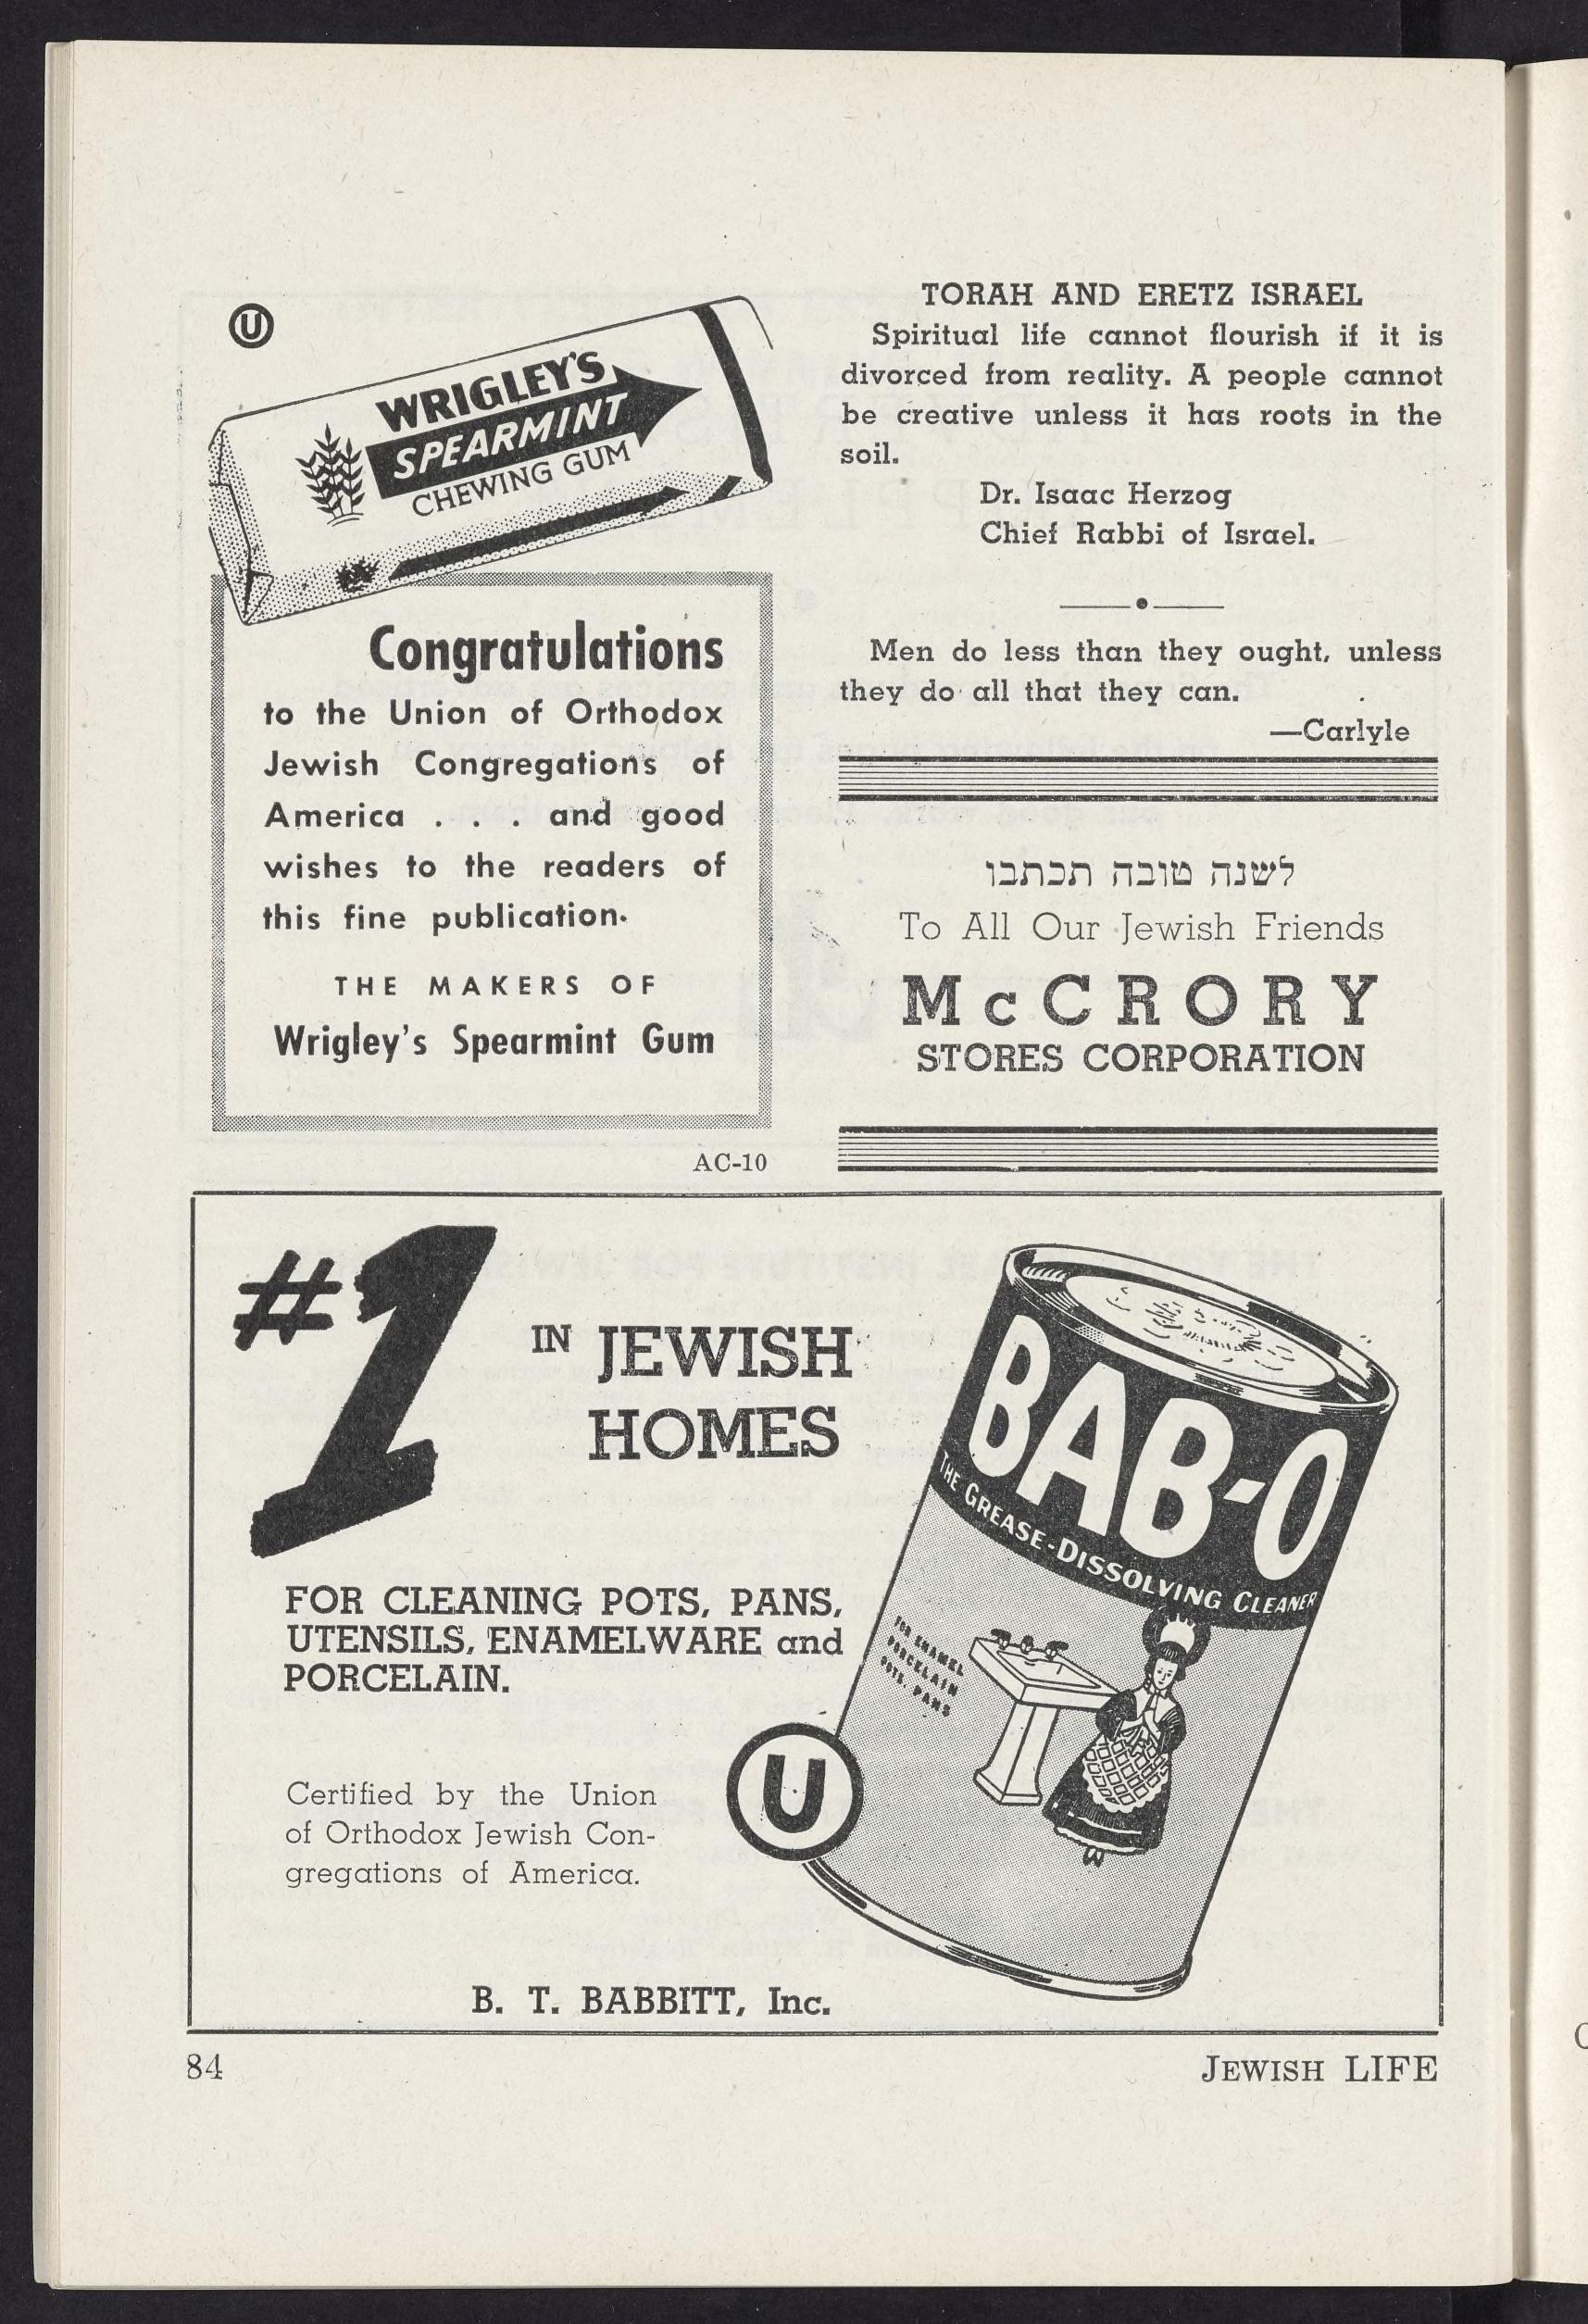 U
WRIGLEY'S
SPEARMINT
CHEWING GUM
Congratulations
to the Union of Orthodox
Jewish Congregations of
America . . . and good
wishes to the readers of
this fine publication.
THE MAKERS OF
Wrigley's Spearmint Gum
AC-10
TORAH AND ERETZ ISRAEL
Spiritual life cannot flourish if it is
divorced from reality. A people cannot
be creative unless it has roots in the
soil.
Dr. Isaac Herzog
Chief Rabbi of Israel.
Men do less than they ought, unless
they do all that they can.
—Carlyle
לשנה טובה תכתבו
To All Our Jewish Friends
McCRORY
STORES CORPORATION
#1
IN JEWISH
HOMES
FOR CLEANING POTS, PANS,
UTENSILS, ENAMELWARE and
PORCELAIN.
Certified by the Union
of Orthodox Jewish Con-
gregations of America.
B. T. BABBITT, Inc.
BAB-O
THE GREASE-DISSOLVING CLEANER
FOR ENAMEL
PORCELAIN
POTS, PANS
U
84
JEWISH LIFE